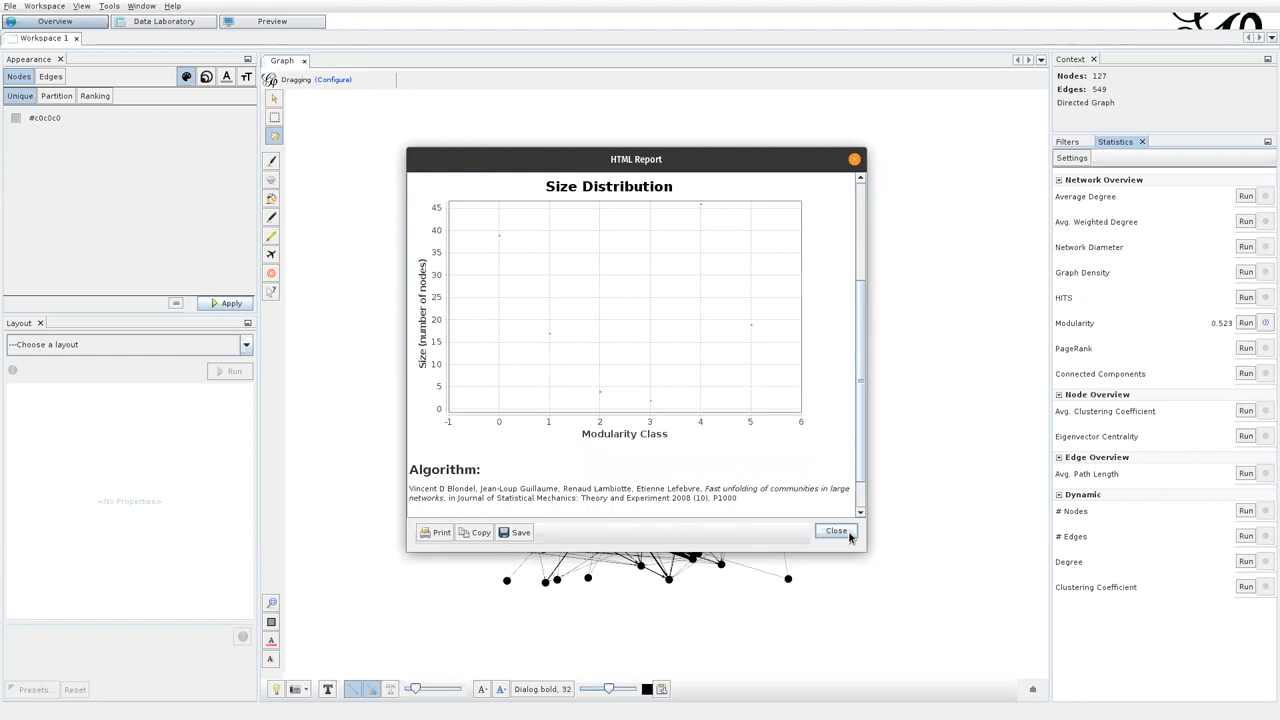 File Workspace View Tools Window Help
Overview Data Laboratory Preview
Workspace 1
Appearance
Nodes Edges
Unique Partition Ranking
#c0c0c0
Apply
Layout
---Choose a layout
Run
<No Properties>
Presets... Reset
Graph
Dragging (Configure)
HTML Report
Size Distribution
45
40
35
30
25
20
15
10
5
0
Size (number of nodes)
-1 0 1 2 3 4 5 6
Modularity Class
Algorithm:
Vincent D Blondel, Jean-Loup Guillaume, Renaud Lambiotte, Etienne Lefebvre, Fast unfolding of communities in large
networks, in Journal of Statistical Mechanics: Theory and Experiment 2008 (10), P1000
Print Copy Save Close
T A- A- Dialog.bold, 32
Context
Nodes: 127
Edges: 549
Directed Graph
Filters Statistics
Settings
Network Overview
Average Degree Run
Avg. Weighted Degree Run
Network Diameter Run
Graph Density Run
HITS Run
Modularity 0.523 Run
PageRank Run
Connected Components Run
Node Overview
Avg. Clustering Coefficient Run
Eigenvector Centrality Run
Edge Overview
Avg. Path Length Run
Dynamic
# Nodes Run
# Edges Run
Degree Run
Clustering Coefficient Run